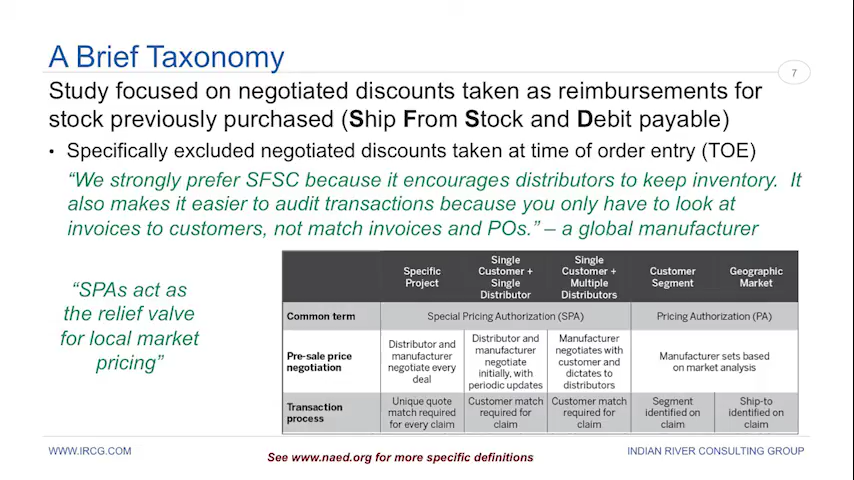 A Brief Taxonomy
7
Study focused on negotiated discounts taken as reimbursements for
stock previously purchased (Ship From Stock and Debit payable)
• Specifically excluded negotiated discounts taken at time of order entry (TOE)
“We strongly prefer SFSC because it encourages distributors to keep inventory. It
also makes it easier to audit transactions because you only have to look at
invoices to customers, not match invoices and POs.” – a global manufacturer
“SPAs act as
the relief valve
for local market
pricing”
Specific
Project
Single
Customer +
Single
Distributor
Single
Customer +
Multiple
Distributors
Customer
Segment
Geographic
Market
Common term
Special Pricing Authorization (SPA)
Pricing Authorization (PA)
Pre-sale price
negotiation
Distributor and
manufacturer
negotiate every
deal
Distributor and
manufacturer
negotiate
initially, with
periodic updates
Manufacturer
negotiates with
customer and
dictates to
distributors
Manufacturer sets based
on market analysis
Transaction
process
Unique quote
match required
for every claim
Customer match
required for
claim
Customer match
required for
claim
Segment
identified on
claim
Ship-to
identified on
claim
WWW.IRCG.COM
See www.naed.org for more specific definitions
INDIAN RIVER CONSULTING GROUP